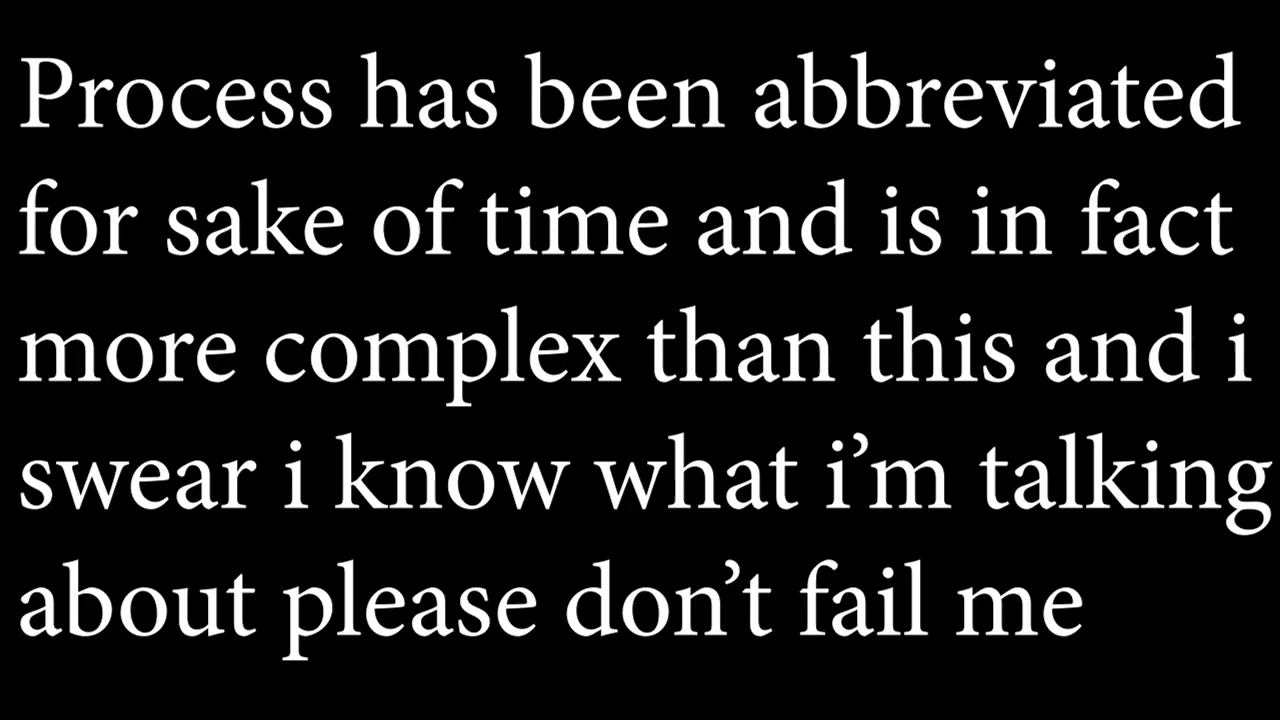 Process has been abbreviated
for sake of time and is in fact
more complex than this and i
swear i know what i’m talking
about please don’t fail me